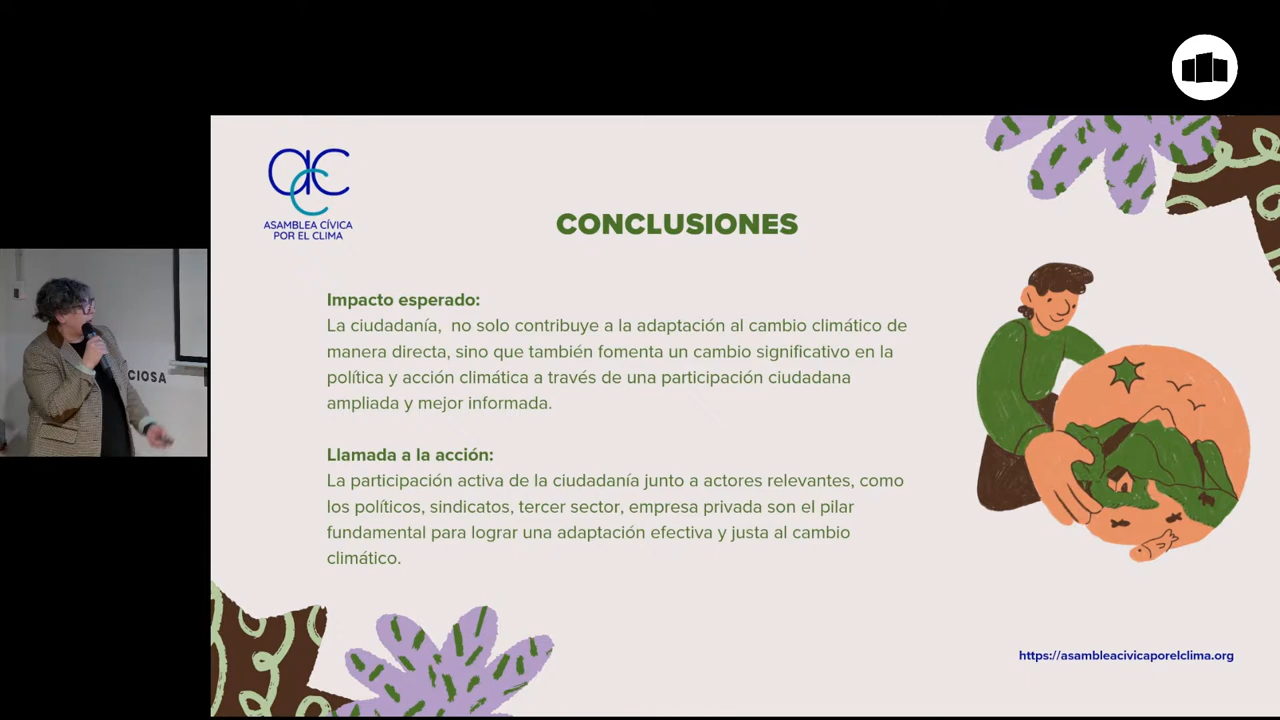 ASAMBLEA CÍVICA
POR EL CLIMA
CONCLUSIONES
Impacto esperado:
La ciudadanía, no solo contribuye a la adaptación al cambio climático de
manera directa, sino que también fomenta un cambio significativo en la
política y acción climática a través de una participación ciudadana
ampliada y mejor informada.
Llamada a la acción:
La participación activa de la ciudadanía junto a actores relevantes, como
los políticos, sindicatos, tercer sector, empresa privada son el pilar
fundamental para lograr una adaptación efectiva y justa al cambio
climático.
https://asambleacivicaporelclima.org
CIOSA